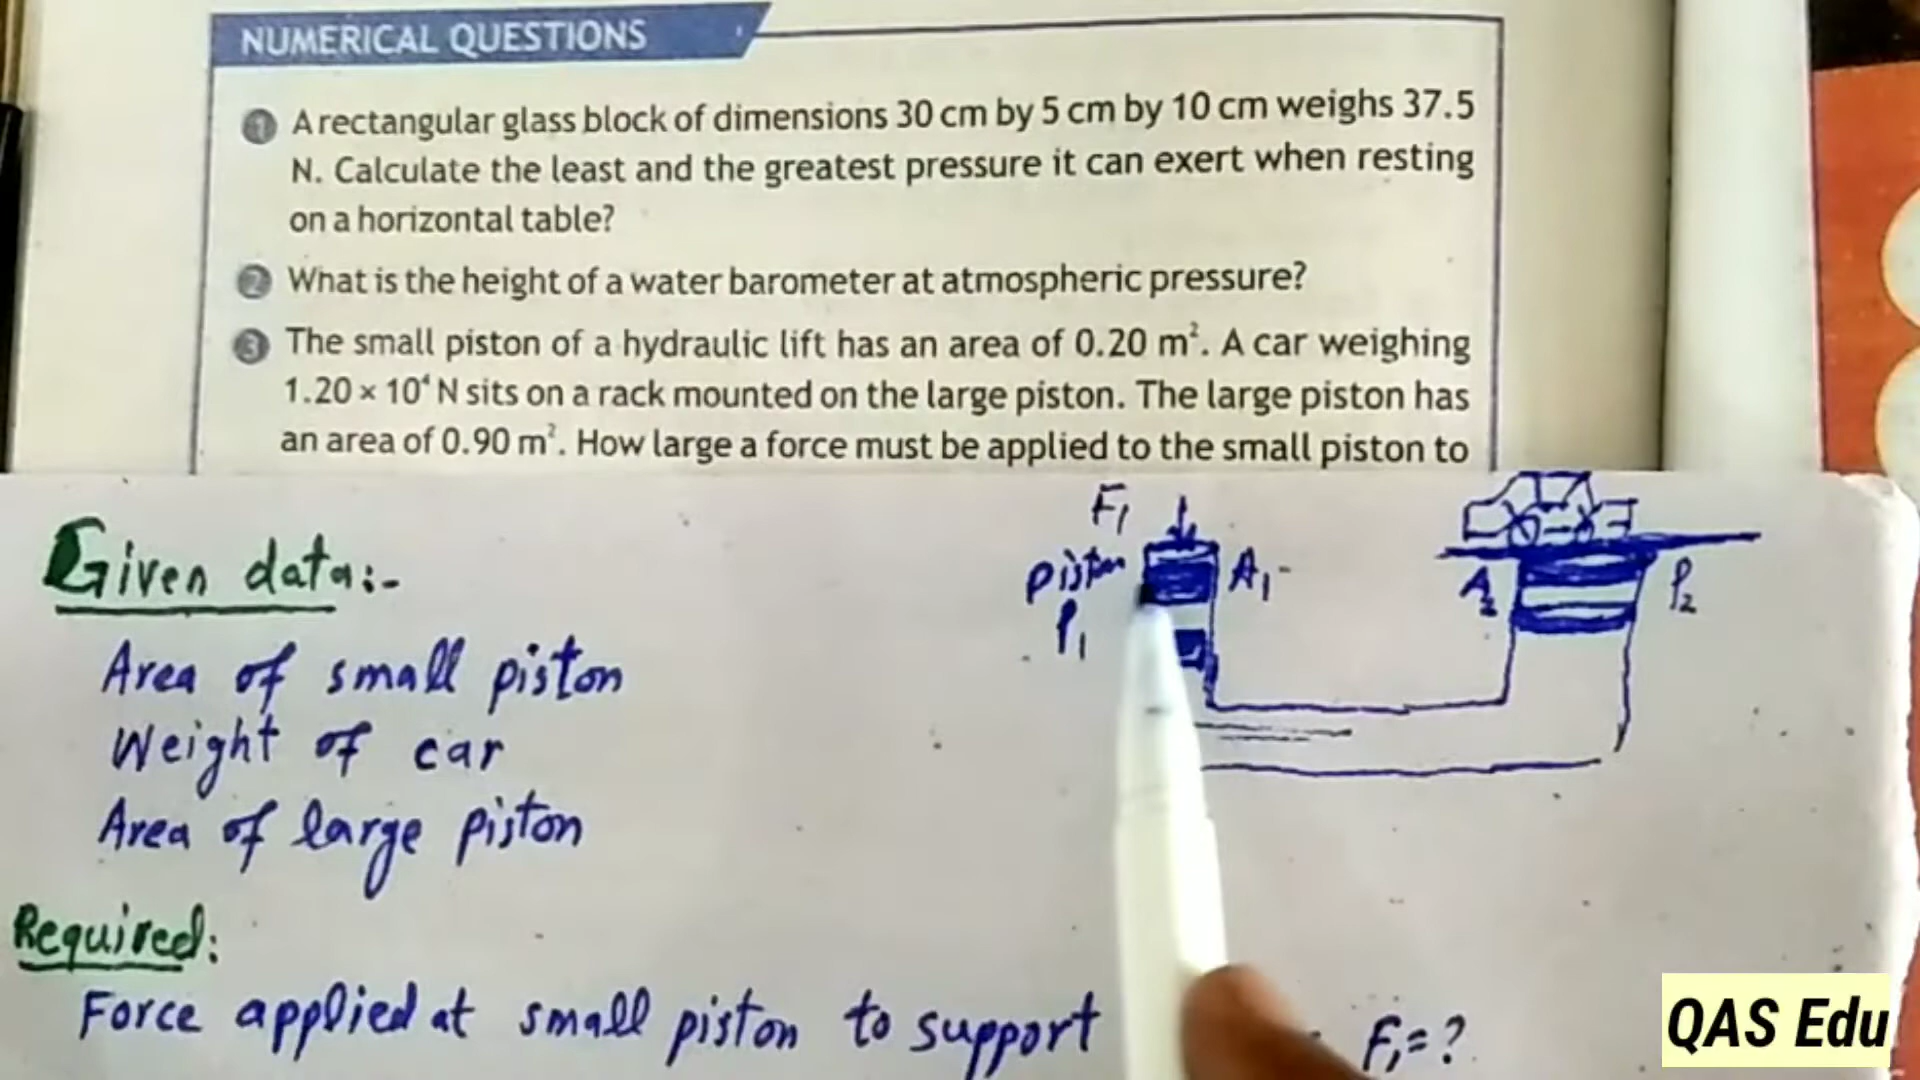 NUMERICAL QUESTIONS
1 A rectangular glass block of dimensions 30 cm by 5 cm by 10 cm weighs 37.5
N. Calculate the least and the greatest pressure it can exert when resting
on a horizontal table?
2 What is the height of a water barometer at atmospheric pressure?
3 The small piston of a hydraulic lift has an area of 0.20 m². A car weighing
1.20 × 10⁴ N sits on a rack mounted on the large piston. The large piston has
an area of 0.90 m². How large a force must be applied to the small piston to
F₁
Given data:-
piston A₁- A₂ P₂
P₁
Area of small piston
Weight of car
Area of large piston
Required:
Force applied at small piston to support F₁=?
QAS Edu